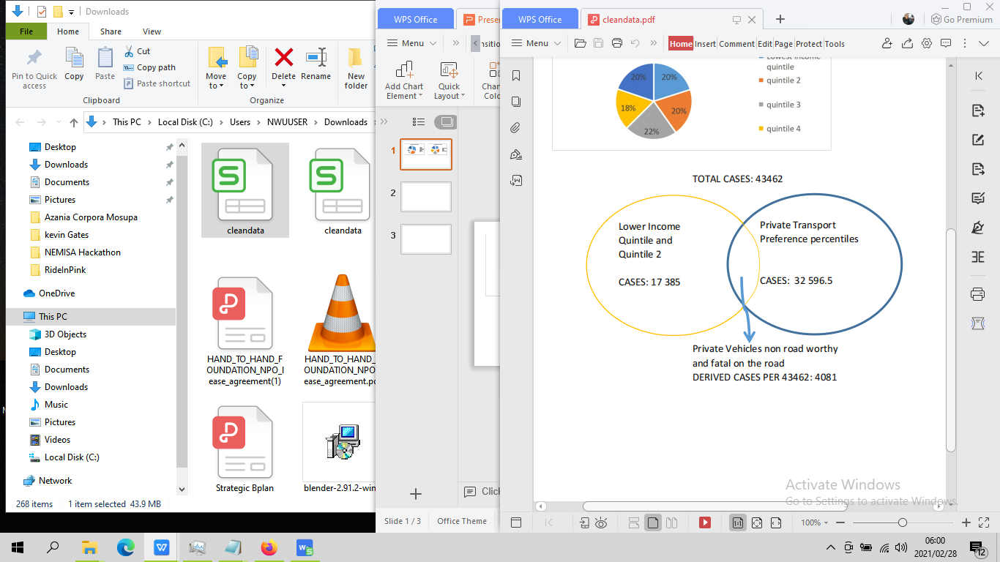 Downloads
File
Home
Share
View
Pin to Quick
access
Copy
Paste
Cut
Copy path
Paste shortcut
Clipboard
Move
to
Copy
to
Delete
Rename
Organize
New
folder
This PC
Local Disk (C:)
Users
NWUUSER
Downloads
Desktop
Downloads
Documents
Pictures
Azania Corpora Mosupa
kevin Gates
NEMISA Hackathon
RideInPink
OneDrive
This PC
3D Objects
Desktop
Documents
Downloads
Music
Pictures
Videos
Local Disk (C:)
Network
cleandata
cleandata
HAND_TO_HAND_F
OUNDATION_NPO_l
ease_agreement(1)
HAND_TO_HAND_
OUNDATION_NPO_
ease_agreement.pd
Strategic Bplan
blender-2.91.2-win
268 items
1 item selected 43.9 MB
WPS Office
Presen
Menu
nsition
Add Chart
Element
Quick
Layout
Chan
Colo
1
2
3
Click
Slide 1 / 3
Office Theme
WPS Office
cleandata.pdf
Go Premium
Menu
Home
Insert
Comment
Edit
Page
Protect
Tools
Lowest income
quintile
quintile 2
quintile 3
quintile 4
20%
20%
20%
22%
18%
TOTAL CASES: 43462
Lower Income
Quintile and
Quintile 2
CASES: 17 385
Private Transport
Preference percentiles
CASES: 32 596.5
Private Vehicles non road worthy
and fatal on the road
DERIVED CASES PER 43462: 4081
Activate Windows
Go to Settings to activate Windows.
100%
06:00
2021/02/28
12